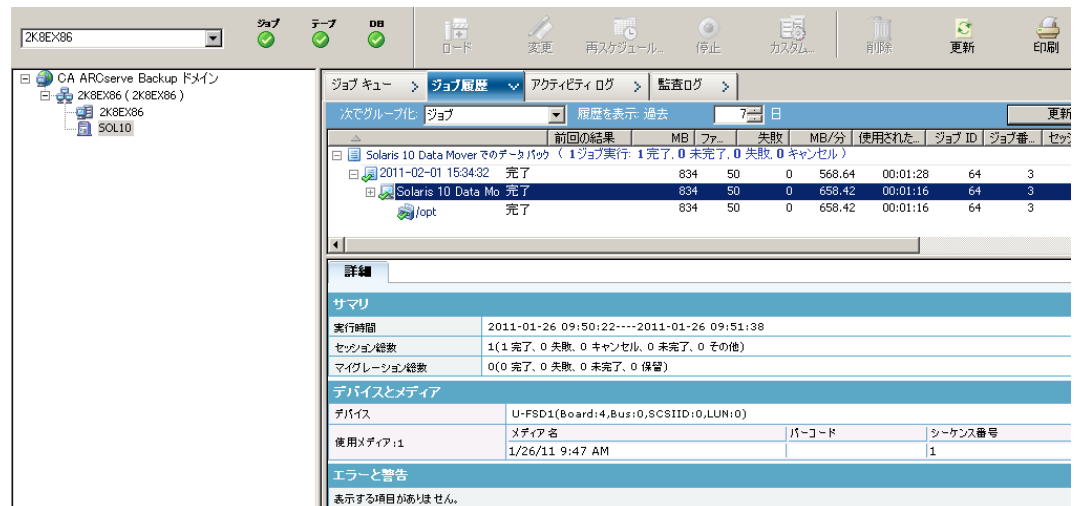 2K8EX86
ジョブ テープ DB
ロード 変更 再スケジュール... 停止 カスタム... 削除 更新 印刷
CA ARCserve Backup ドメイン
2K8EX86 ( 2K8EX86 )
2K8EX86
SOL10
ジョブ キュー > ジョブ履歴 アクティビティ ログ > 監査ログ >
次でグループ化: ジョブ 履歴を表示: 過去 7 日 更新
前回の結果 MB ファ... 失敗 MB/分 使用された... ジョブ ID ジョブ番... セッシ
Solaris 10 Data Mover でのデータバック ( 1 ジョブ実行: 1 完了, 0 未完了, 0 失敗, 0 キャンセル )
2011-02-01 15:34:32 完了 834 50 0 568.64 00:01:28 64 3
Solaris 10 Data Mo 完了 834 50 0 658.42 00:01:16 64 3
/opt 完了 834 50 0 658.42 00:01:16 64 3
詳細
サマリ
実行時間 2011-01-26 09:50:22----2011-01-26 09:51:38
セッション総数 1(1 完了、0 失敗、0 キャンセル、0 未完了、0 その他)
マイグレーション総数 0(0 完了、0 失敗、0 未完了、0 保留)
デバイスとメディア
デバイス U-FSD1(Board:4,Bus:0,SCSIID:0,LUN:0)
使用メディア:1
メディア名 バーコード シーケンス番号
1/26/11 9:47 AM 1
エラーと警告
表示する項目がありません。